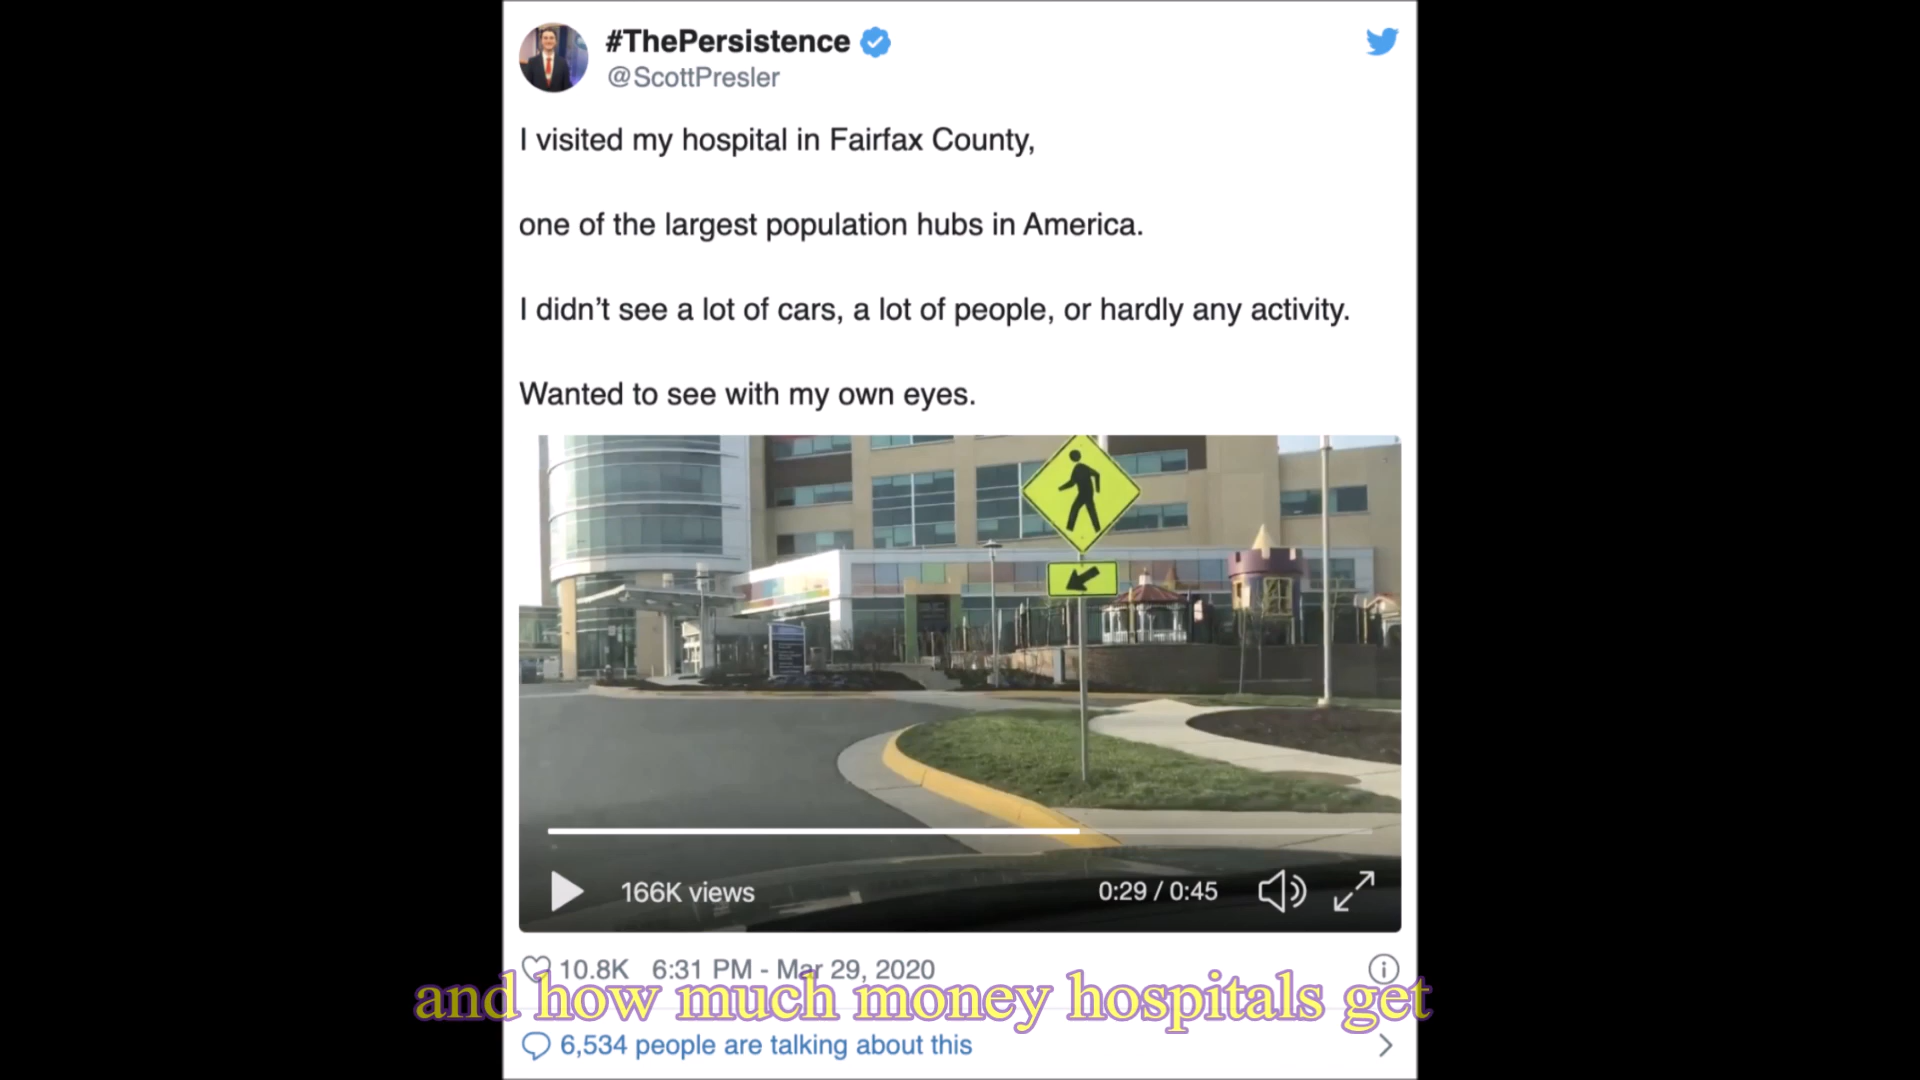 #ThePersistence
@ScottPresler
I visited my hospital in Fairfax County,
one of the largest population hubs in America.
I didn't see a lot of cars, a lot of people, or hardly any activity.
Wanted to see with my own eyes.
166K views
0:29 / 0:45
10.8K 6:31 PM - Mar 29, 2020
and how much money hospitals get
6,534 people are talking about this